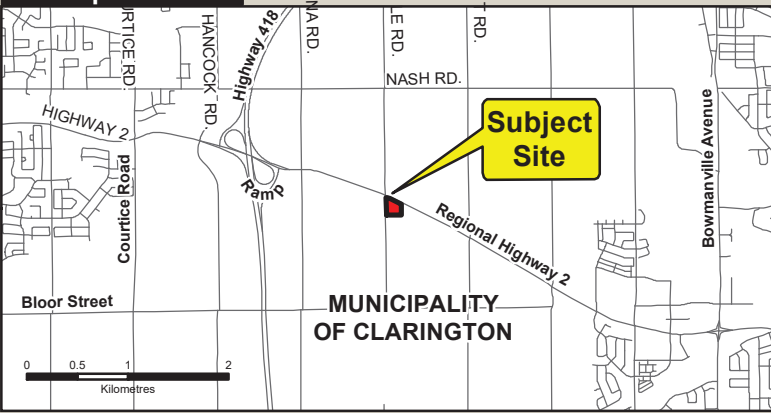 RTICE RD.
HANCOCK RD.
Highway 418
NA RD.
LE RD.
T RD.
NASH RD.
HIGHWAY 2
Subject
Site
Bowmanville Avenue
Courtice Road
Ramp
Regional Highway 2
Bloor Street
MUNICIPALITY
OF CLARINGTON
0 0.5 1 2
Kilometres